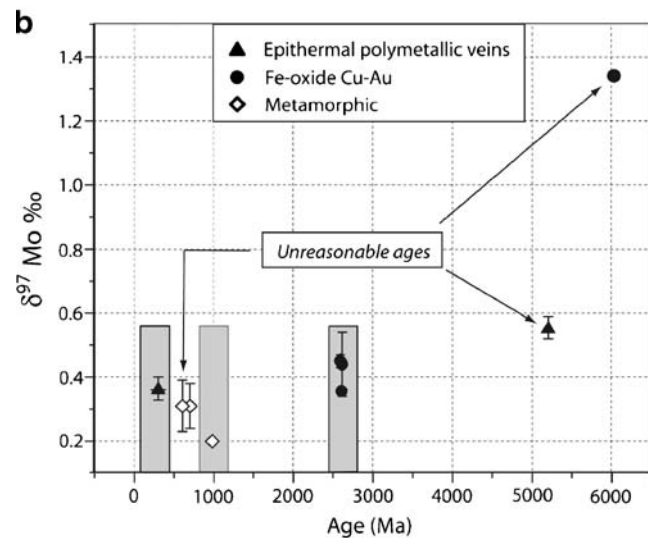 b
Epithermal polymetallic veins
Fe-oxide Cu-Au
Metamorphic
Unreasonable ages
δ⁹⁷ Mo ‰
1.4
1.2
1.0
0.8
0.6
0.4
0.2
0 1000 2000 3000 4000 5000 6000
Age (Ma)